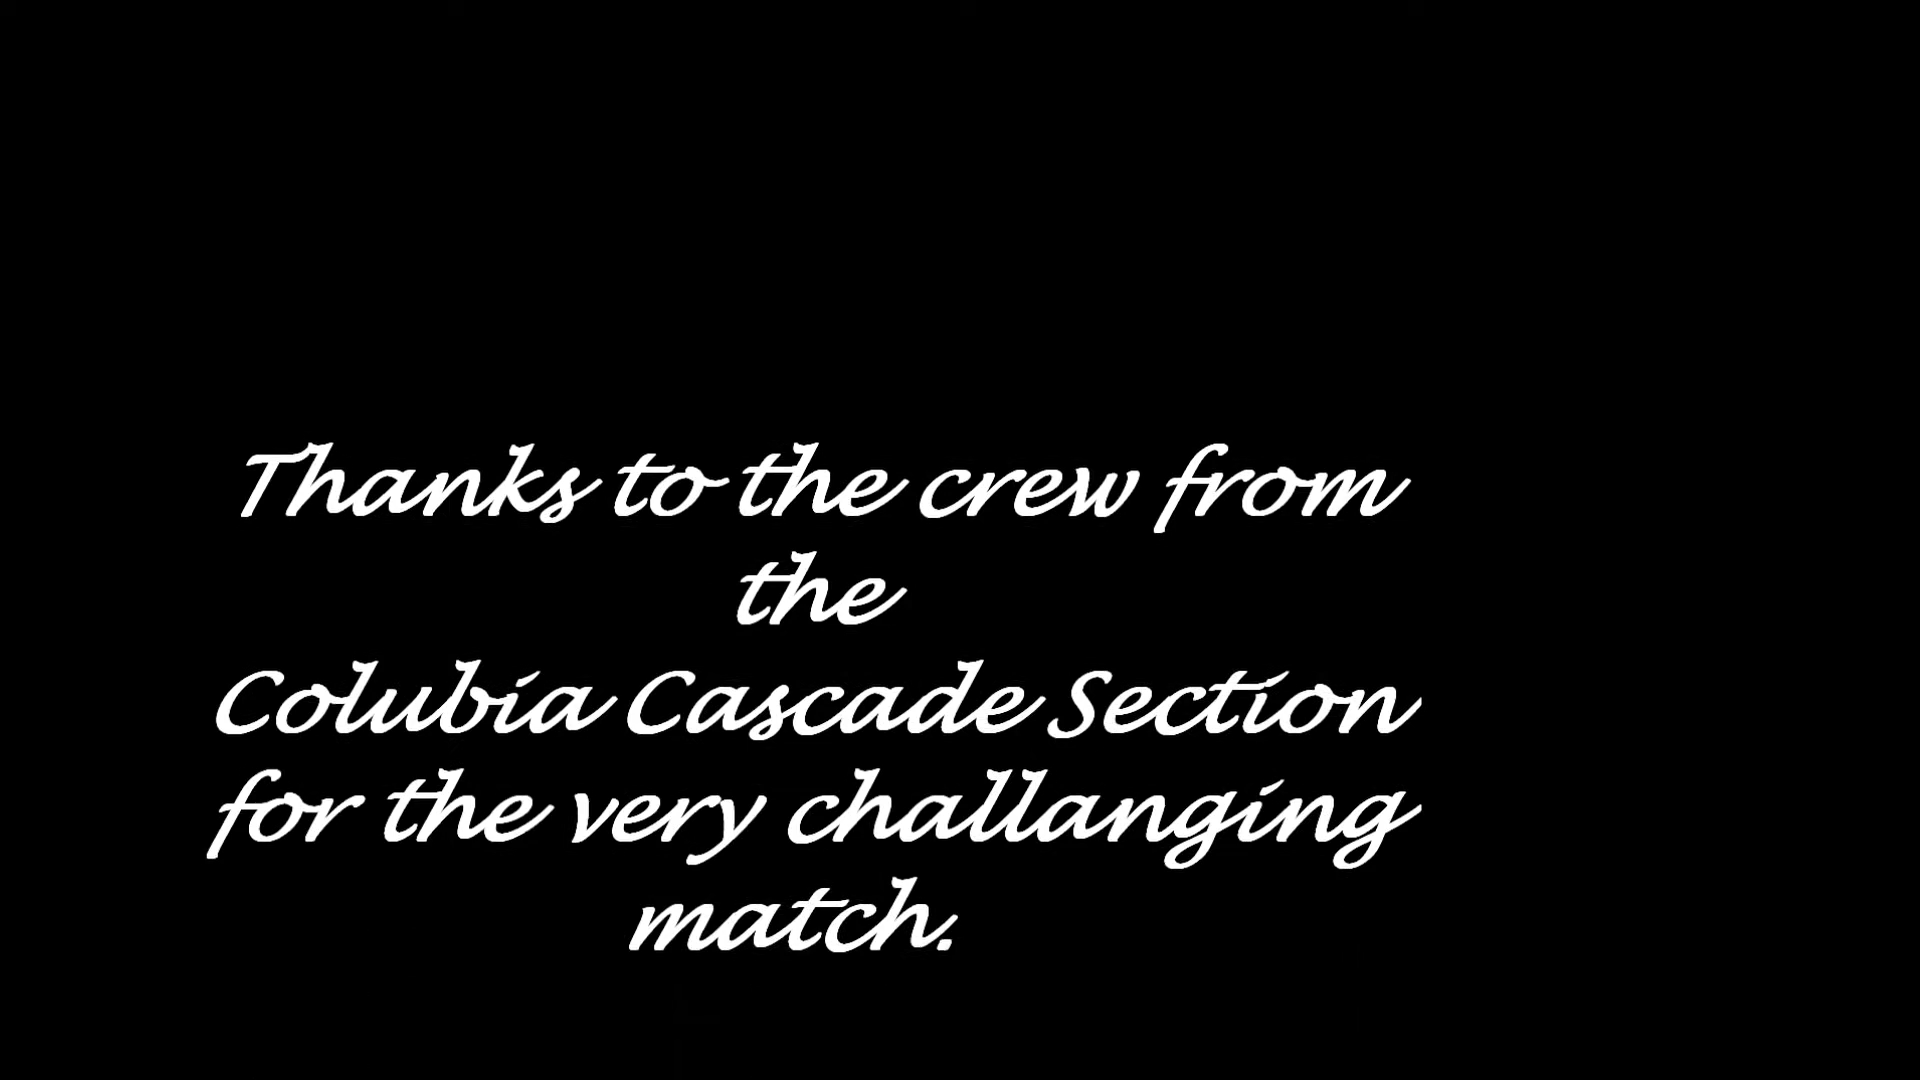 Thanks to the crew from
the
Colubia Cascade Section
for the very challanging
match.